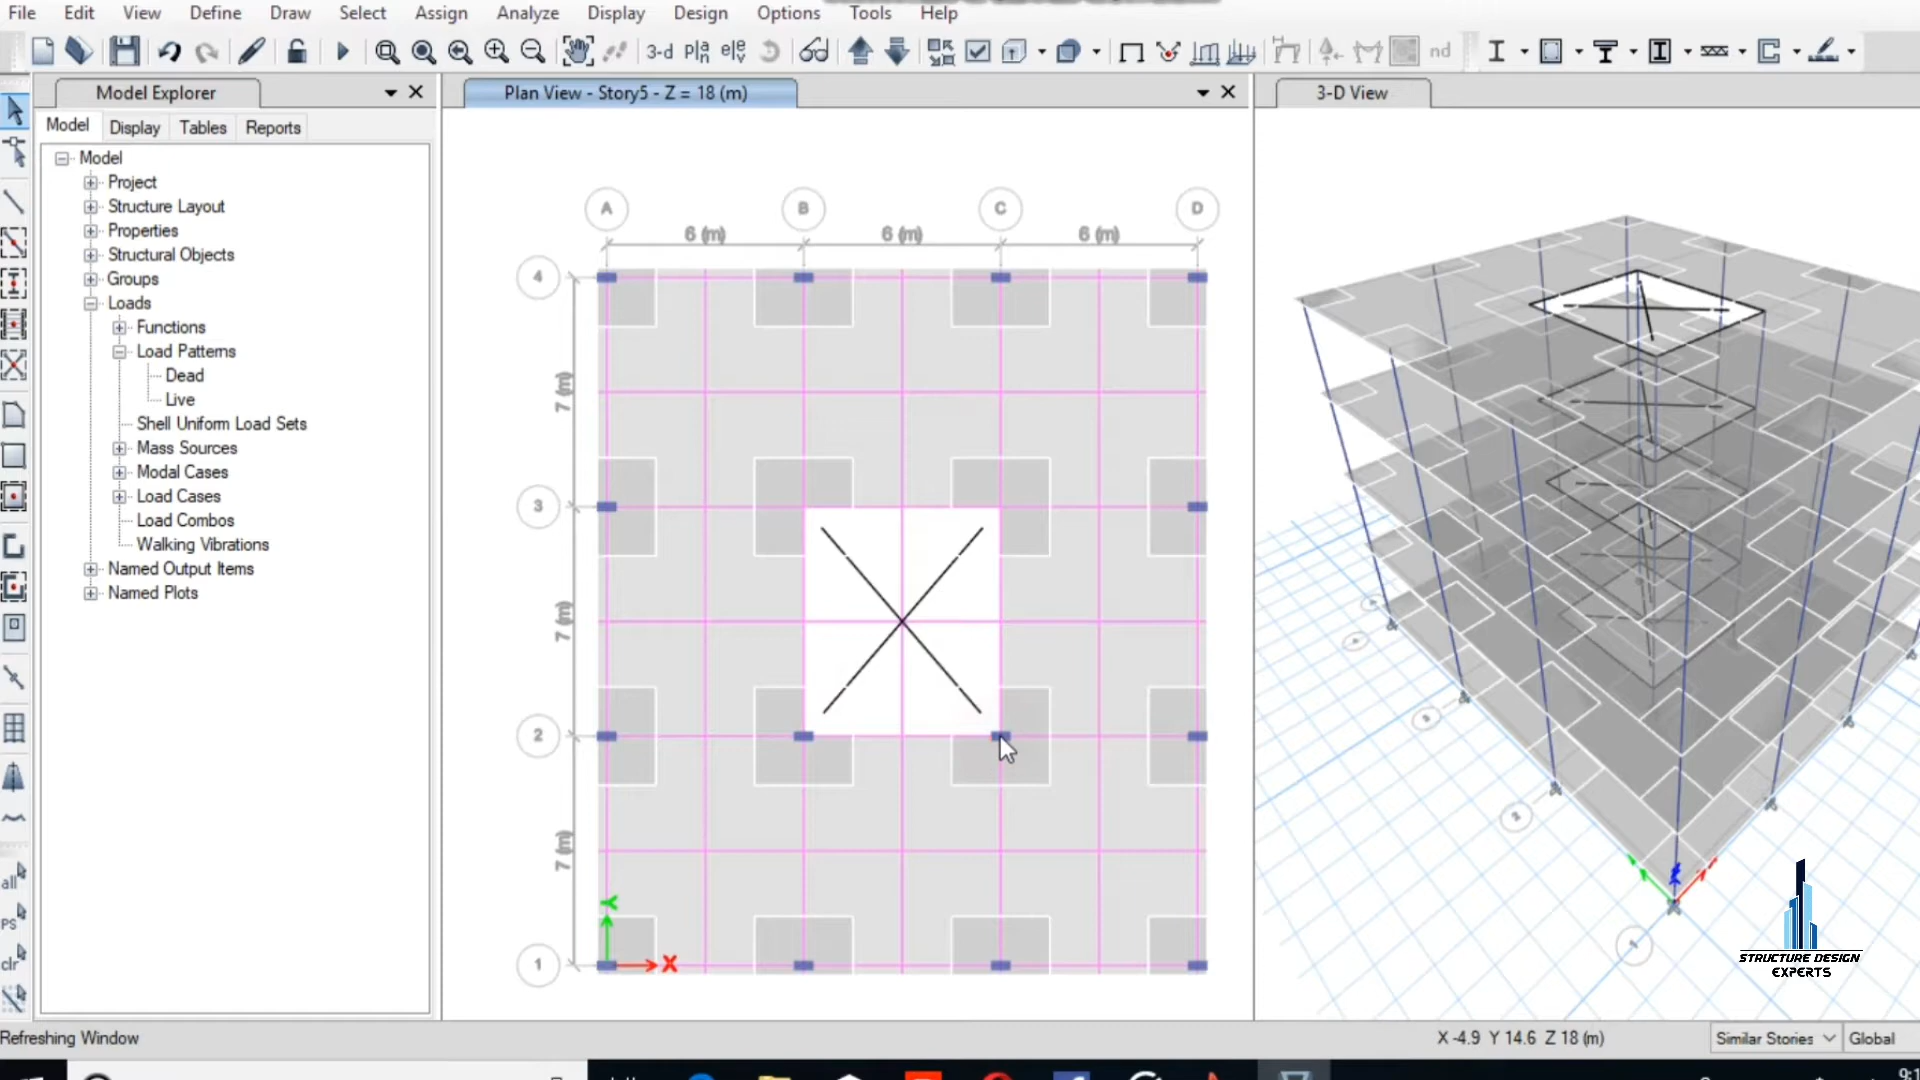 File Edit View Define Draw Select Assign Analyze Display Design Options Tools Help
3-d nd
Model Explorer
Plan View - Story5 - Z = 18 (m)
3-D View
Model Display Tables Reports
Model
Project
Structure Layout
Properties
Structural Objects
Groups
Loads
Functions
Load Patterns
Dead
Live
Shell Uniform Load Sets
Mass Sources
Modal Cases
Load Cases
Load Combos
Walking Vibrations
Named Output Items
Named Plots
all
PS
clr
A B C D
6 (m) 6 (m) 6 (m)
4
7 (m)
3
7 (m)
2
7 (m)
1
Y
X
STRUCTURE DESIGN
EXPERTS
Refreshing Window
X -4.9 Y 14.6 Z 18 (m)
Similar Stories
Global